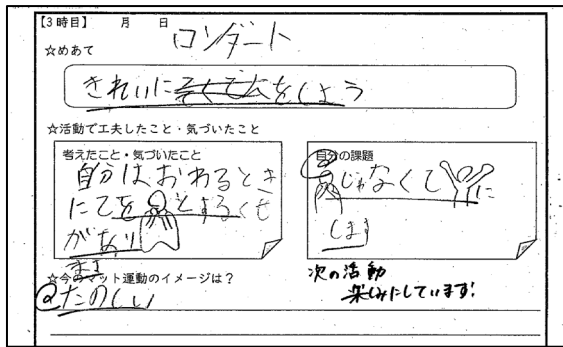 【3時目】 月 日 ロンダート
☆めあて
きれいに をしよう
☆活動で工夫したこと・気づいたこと
考えたこと・気づいたこと
自分はおわるとき
にてを とするくせ
があり
ます
自分の課題
じゃなくて に
します
☆今のマット運動のイメージは？
たのしい
次の活動
楽しみにしています!